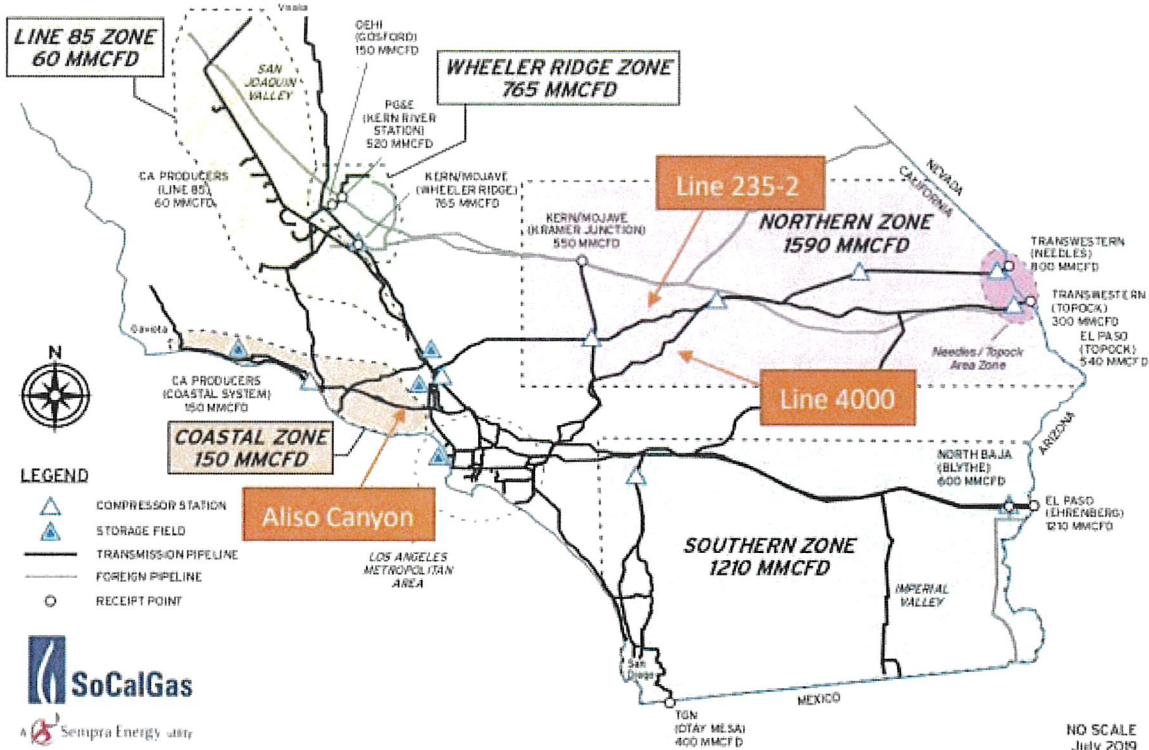 LINE 85 ZONE
60 MMCFD
Visalia
OEHI
(GOSFORD)
150 MMCFD
SAN
JOAQUIN
VALLEY
WHEELER RIDGE ZONE
765 MMCFD
PG&E
(KERN RIVER
STATION)
520 MMCFD
CA PRODUCERS
(LINE 85)
60 MMCFD
KERN/MOJAVE
(WHEELER RIDGE)
765 MMCFD
Line 235-2
NEVADA
CALIFORNIA
KERN/MOJAVE
(KRAMER JUNCTION)
550 MMCFD
NORTHERN ZONE
1590 MMCFD
TRANSWESTERN
(NEEDLES)
800 MMCFD
TRANSWESTERN
(TOPOCK)
300 MMCFD
EL PASO
(TOPOCK)
540 MMCFD
Needles / Topock
Area Zone
Gaviota
N
CA PRODUCERS
(COASTAL SYSTEM)
150 MMCFD
Line 4000
COASTAL ZONE
150 MMCFD
ARIZONA
NORTH BAJA
(BLYTHE)
600 MMCFD
EL PASO
(EHRENBERG)
1210 MMCFD
Aliso Canyon
LEGEND
COMPRESSOR STATION
STORAGE FIELD
TRANSMISSION PIPELINE
FOREIGN PIPELINE
RECEIPT POINT
LOS ANGELES
METROPOLITAN
AREA
SOUTHERN ZONE
1210 MMCFD
IMPERIAL
VALLEY
San
Diego
MEXICO
TGN
(OTAY MESA)
400 MMCFD
SoCalGas
A Sempra Energy utility
NO SCALE
July 2019